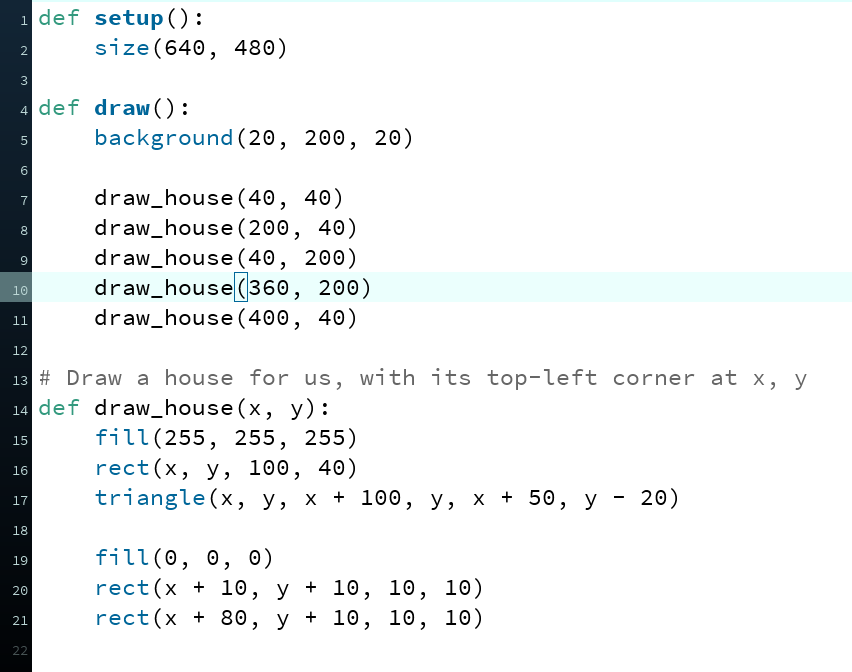 1 def setup():
2     size(640, 480)
3
4 def draw():
5     background(20, 200, 20)
6
7     draw_house(40, 40)
8     draw_house(200, 40)
9     draw_house(40, 200)
10     draw_house(360, 200)
11     draw_house(400, 40)
12
13 # Draw a house for us, with its top-left corner at x, y
14 def draw_house(x, y):
15     fill(255, 255, 255)
16     rect(x, y, 100, 40)
17     triangle(x, y, x + 100, y, x + 50, y - 20)
18
19     fill(0, 0, 0)
20     rect(x + 10, y + 10, 10, 10)
21     rect(x + 80, y + 10, 10, 10)
22